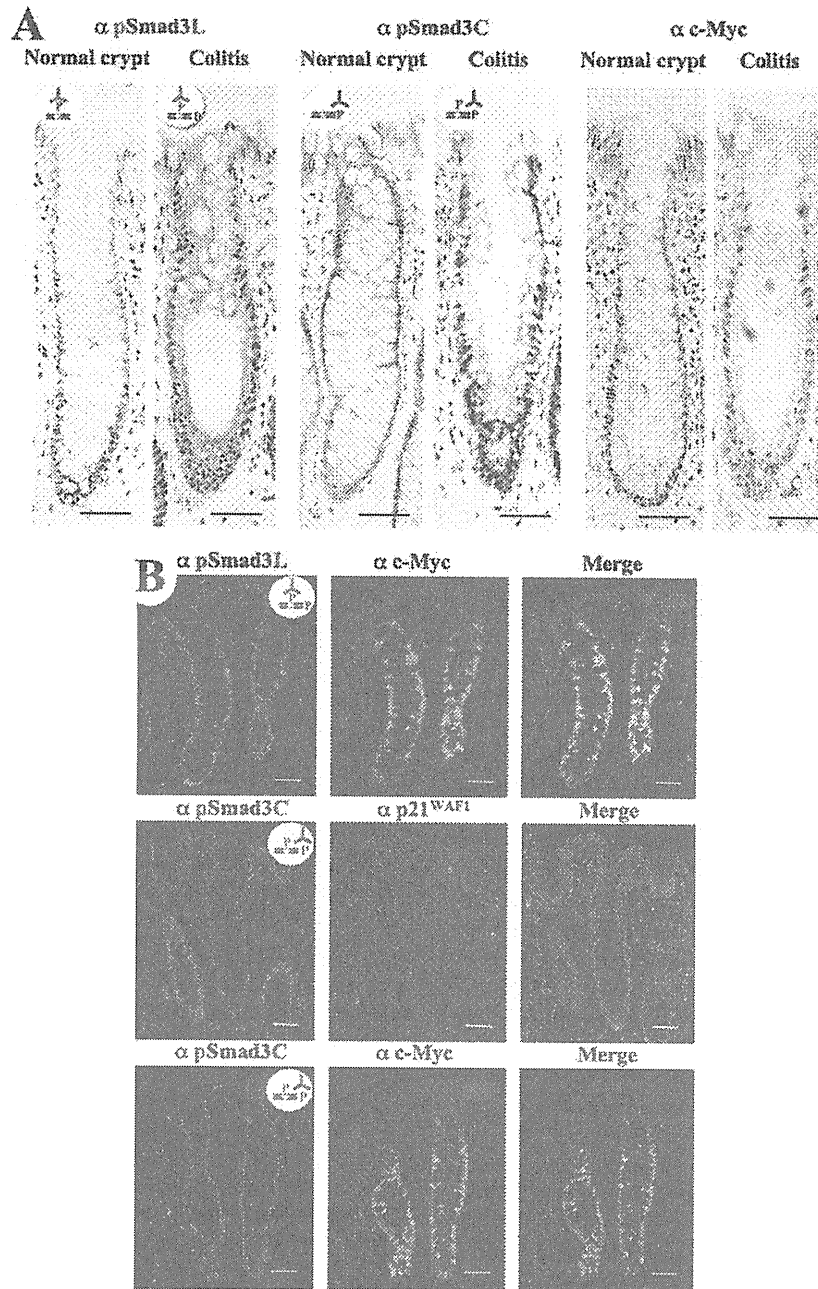 A
α pSmad3L α pSmad3C α c-Myc
Normal crypt Colitis Normal crypt Colitis Normal crypt Colitis
P P P P P P
B
α pSmad3L α c-Myc Merge
P P
α pSmad3C α p21WAF1 Merge
P P
α pSmad3C α c-Myc Merge
P P